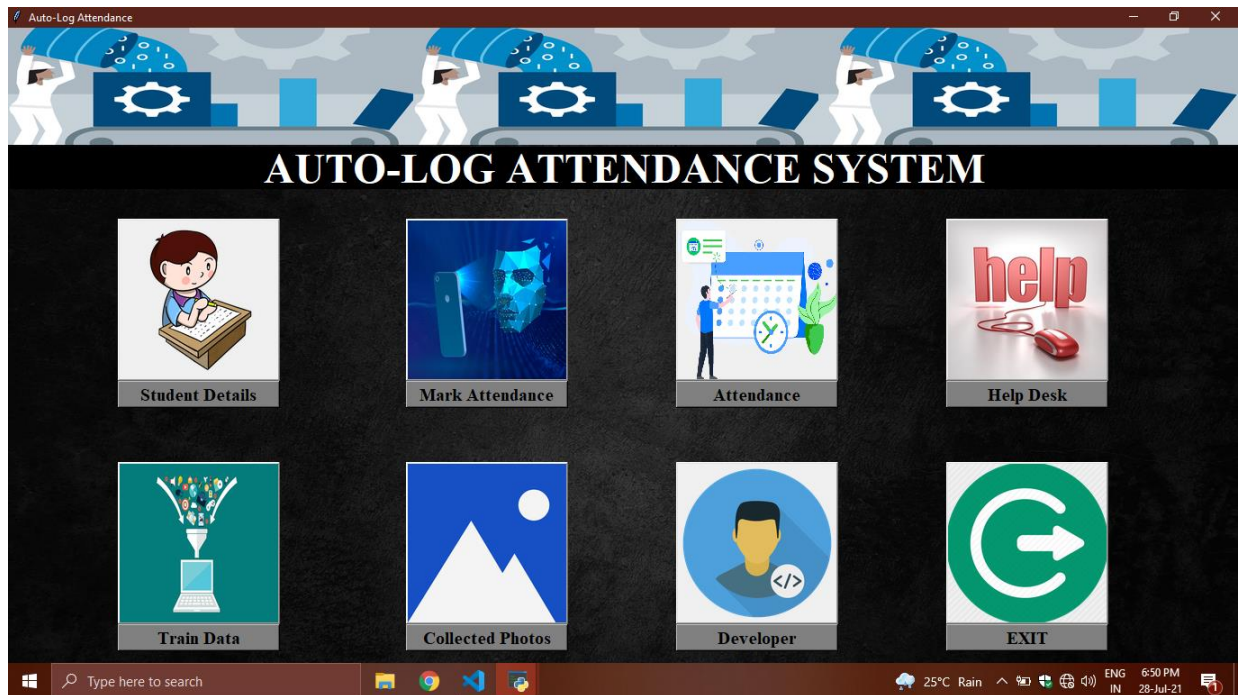 Auto-Log Attendance
AUTO-LOG ATTENDANCE SYSTEM
help
Student Details
Mark Attendance
Attendance
Help Desk
</>
Train Data
Collected Photos
Developer
EXIT
Type here to search
25°C Rain
ENG
IN
6:50 PM
28-Jul-21
1